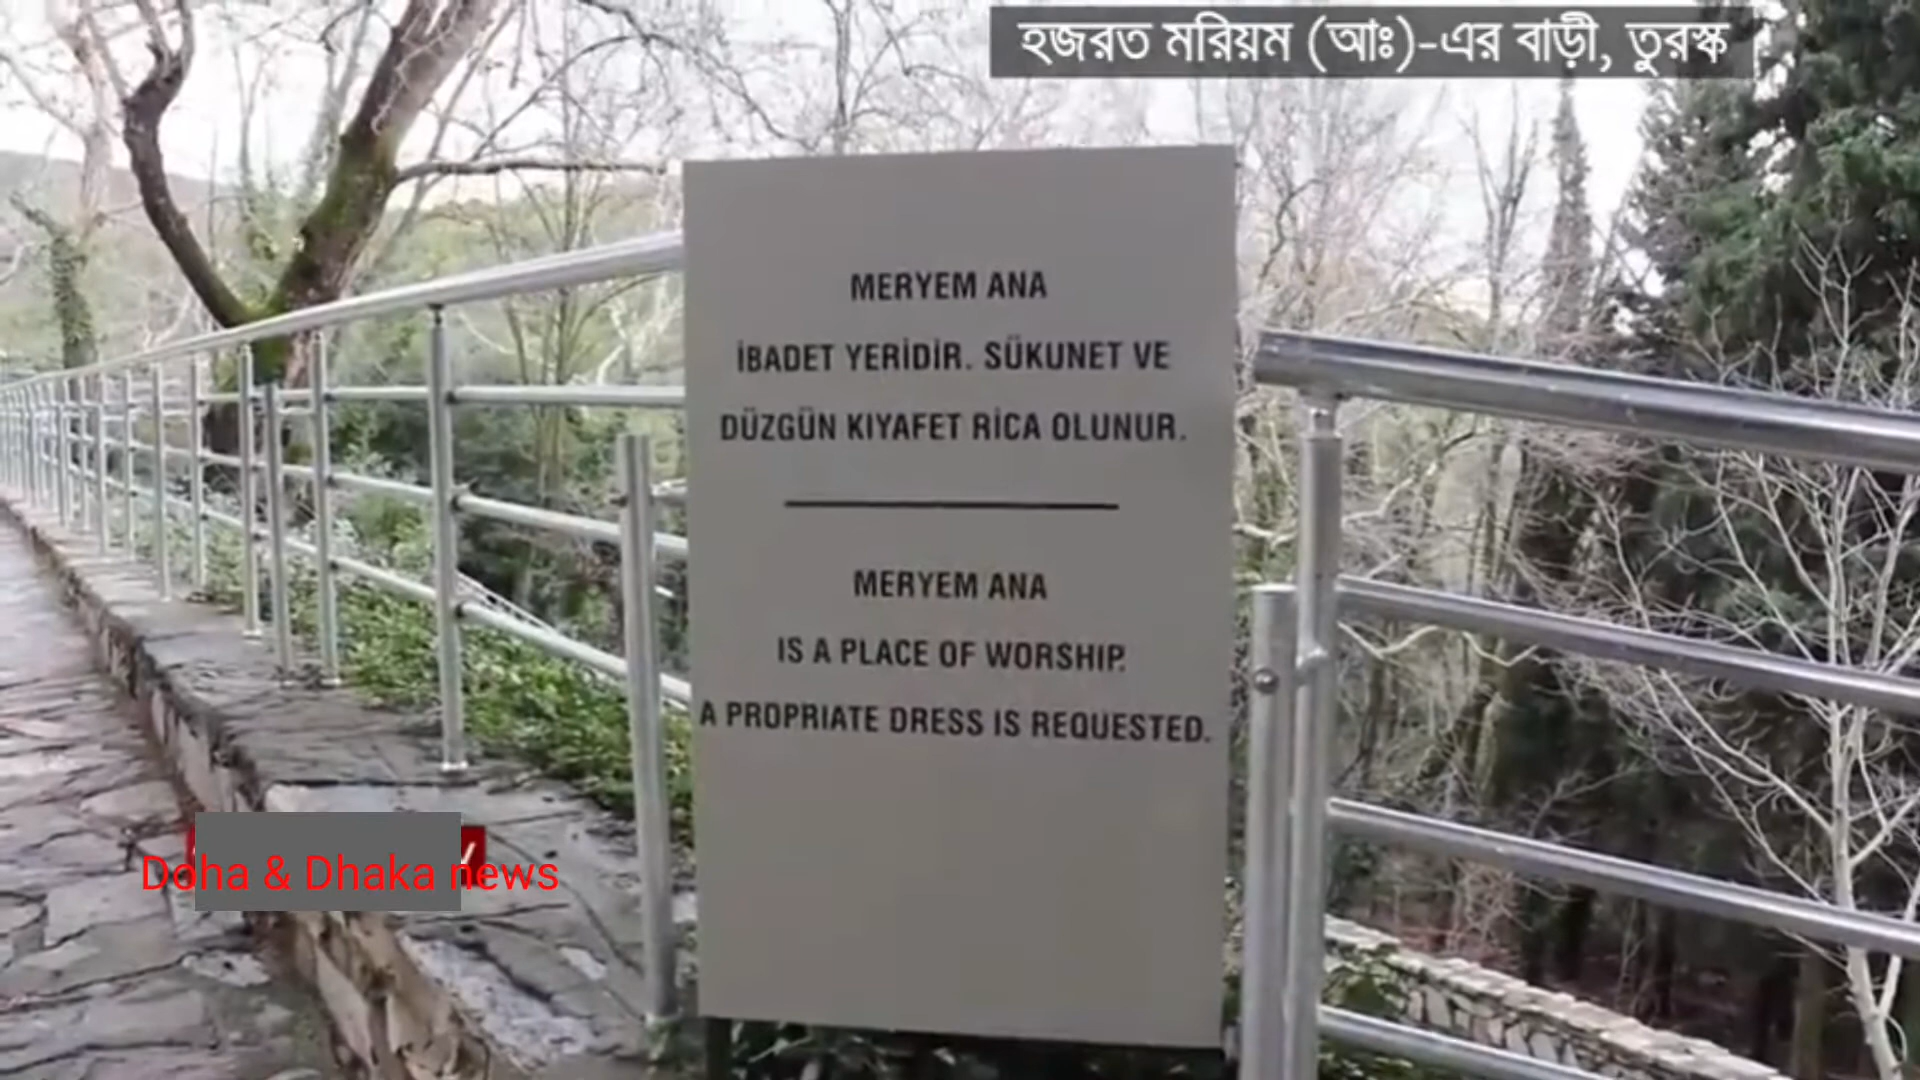 হজরত মরিয়ম (আঃ)-এর বাড়ী, তুরস্ক
MERYEM ANA
İBADET YERİDİR. SÜKUNET VE
DÜZGÜN KIYAFET RİCA OLUNUR.
MERYEM ANA
IS A PLACE OF WORSHIP.
A PROPRIATE DRESS IS REQUESTED.
Doha & Dhaka news